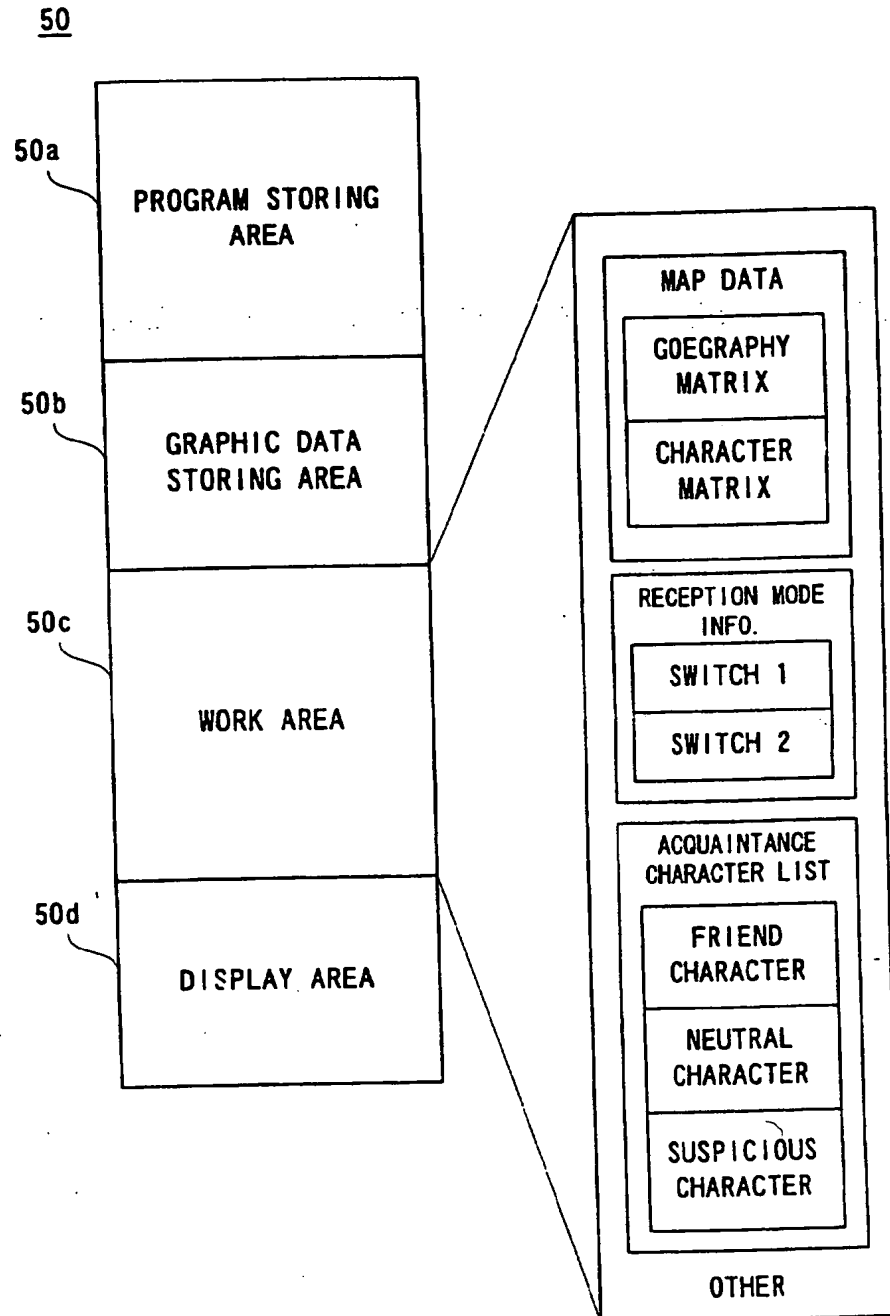 50
50a
PROGRAM STORING
AREA
50b
GRAPHIC DATA
STORING AREA
50c
WORK AREA
50d
DISPLAY AREA
MAP DATA
GOEGRAPHY
MATRIX
CHARACTER
MATRIX
RECEPTION MODE
INFO.
SWITCH 1
SWITCH 2
ACQUAINTANCE
CHARACTER LIST
FRIEND
CHARACTER
NEUTRAL
CHARACTER
SUSPICIOUS
CHARACTER
OTHER